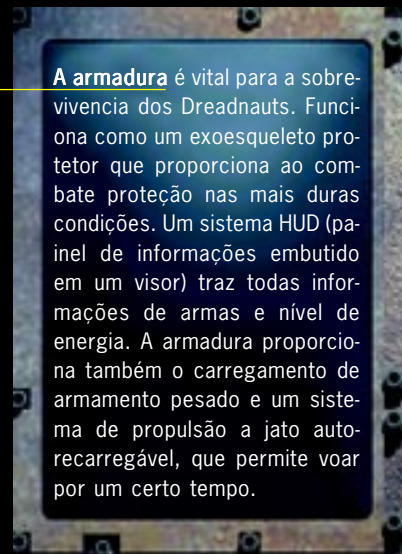 A armadura é vital para a sobre-
vivencia dos Dreadnauts. Funci-
ona como um exoesqueleto pro-
tetor que proporciona ao com-
bate proteção nas mais duras
condições. Um sistema HUD (pa-
inel de informações embutido
em um visor) traz todas infor-
mações de armas e nível de
energia. A armadura proporcio-
na também o carregamento de
armamento pesado e um siste-
ma de propulsão a jato auto-
recarregável, que permite voar
por um certo tempo.